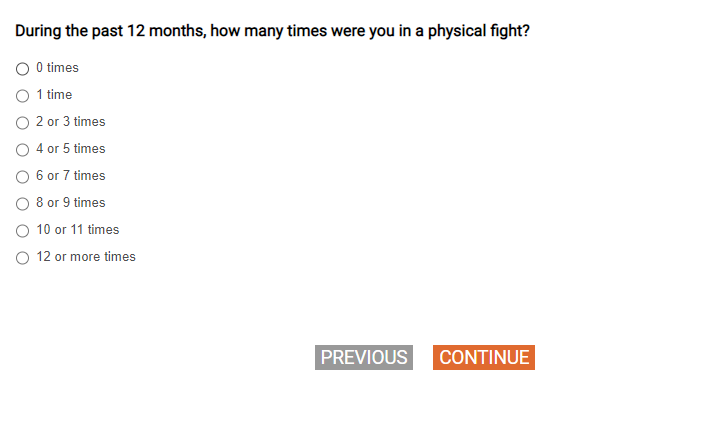 During the past 12 months, how many times were you in a physical fight?
0 times
1 time
2 or 3 times
4 or 5 times
6 or 7 times
8 or 9 times
10 or 11 times
12 or more times
PREVIOUS CONTINUE